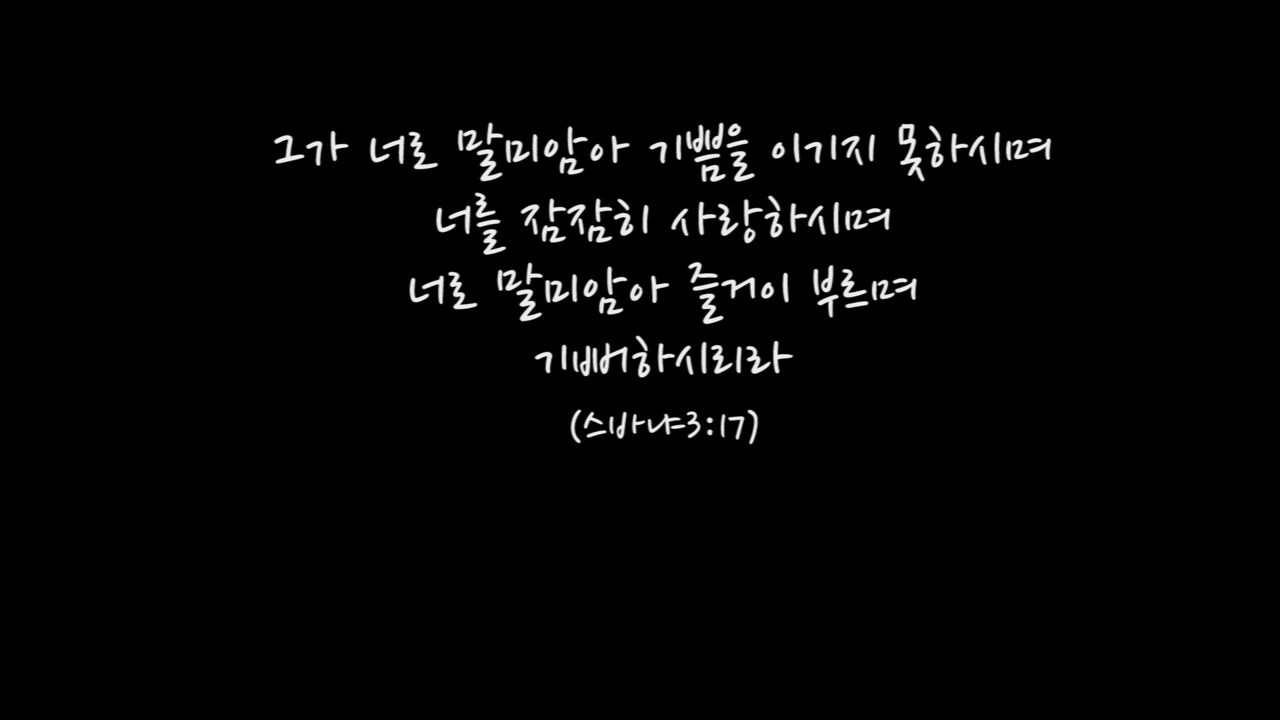 그가 너로 말미암아 기쁨을 이기지 못하시며
너를 잠잠히 사랑하시며
너로 말미암아 즐거이 부르며
기뻐하시리라
(스바냐3:17)